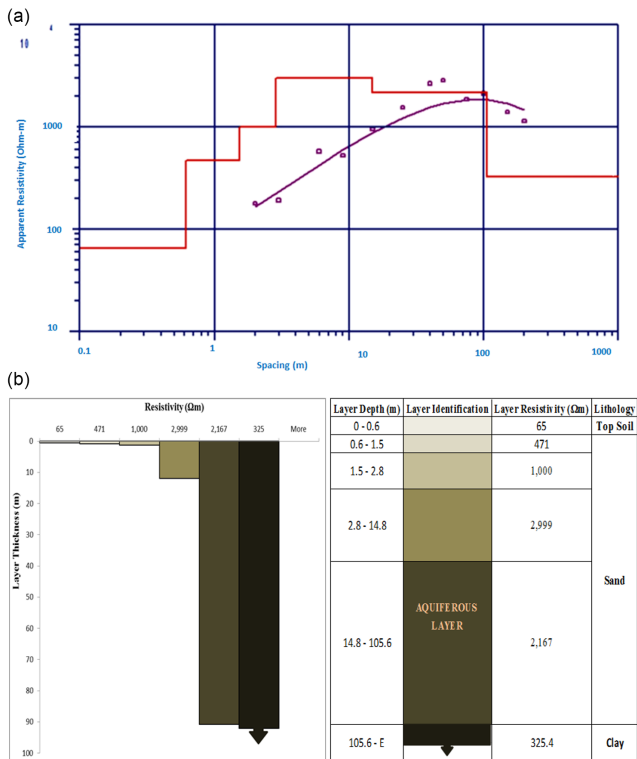 (a)
10
1000
100
10
Apparent Resistivity (Ohm-m)
0.1 1 10 100 1000
Spacing (m)
(b)
Resistivity (Ωm)
65 471 1,000 2,999 2,167 325 More
0
10
20
30
40
50
60
70
80
90
100
Layer Thickness (m)
Layer Depth (m) Layer Identification Layer Resistivity (Ωm) Lithology
0 - 0.6 65 Top Soil
0.6 - 1.5 471
1.5 - 2.8 1,000
2.8 - 14.8 2,999
Sand
AQUIFEROUS
LAYER
14.8 - 105.6 2,167
105.6 - E 325.4 Clay